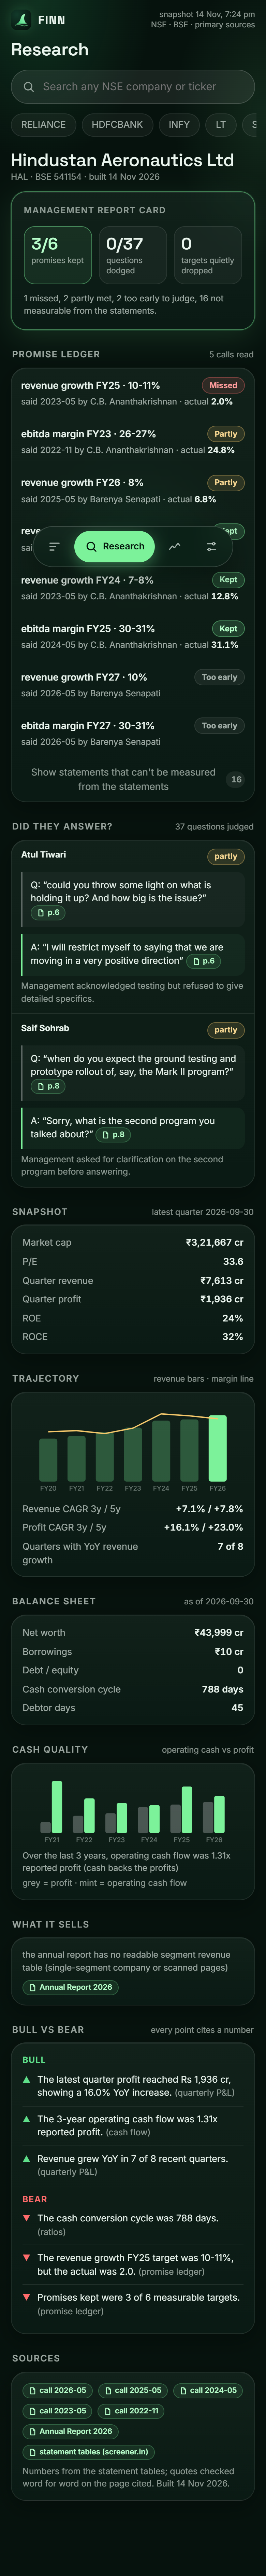 FINN
snapshot 14 Nov, 7:24 pm
NSE · BSE · primary sources
Research
Search any NSE company or ticker
RELIANCE HDFCBANK INFY LT S
Hindustan Aeronautics Ltd
HAL · BSE 541154 · built 14 Nov 2026
MANAGEMENT REPORT CARD
3/6 0/37 0
promises kept questions targets quietly
dodged dropped
1 missed, 2 partly met, 2 too early to judge, 16 not
measurable from the statements.
PROMISE LEDGER 5 calls read
revenue growth FY25 · 10-11% Missed
said 2023-05 by C.B. Ananthakrishnan · actual 2.0%
ebitda margin FY23 · 26-27% Partly
said 2022-11 by C.B. Ananthakrishnan · actual 24.8%
revenue growth FY26 · 8% Partly
said 2025-05 by Barenya Senapati · actual 6.8%
Research
revenue growth FY24 · 7-8% Kept
said 2023-05 by C.B. Ananthakrishnan · actual 12.8%
ebitda margin FY25 · 30-31% Kept
said 2024-05 by C.B. Ananthakrishnan · actual 31.1%
revenue growth FY27 · 10% Too early
said 2026-05 by Barenya Senapati
ebitda margin FY27 · 30-31% Too early
said 2026-05 by Barenya Senapati
Show statements that can't be measured 16
from the statements
DID THEY ANSWER? 37 questions judged
Atul Tiwari partly
Q: “could you throw some light on what is
holding it up? And how big is the issue?”
p.6
A: “I will restrict myself to saying that we are
moving in a very positive direction” p.6
Management acknowledged testing but refused to give
detailed specifics.
Saif Sohrab partly
Q: “when do you expect the ground testing and
prototype rollout of, say, the Mark II program?”
p.8
A: “Sorry, what is the second program you
talked about?” p.8
Management asked for clarification on the second
program before answering.
SNAPSHOT latest quarter 2026-09-30
Market cap ₹3,21,667 cr
P/E 33.6
Quarter revenue ₹7,613 cr
Quarter profit ₹1,936 cr
ROE 24%
ROCE 32%
TRAJECTORY revenue bars · margin line
FY20 FY21 FY22 FY23 FY24 FY25 FY26
Revenue CAGR 3y / 5y +7.1% / +7.8%
Profit CAGR 3y / 5y +16.1% / +23.0%
Quarters with YoY revenue 7 of 8
growth
BALANCE SHEET as of 2026-09-30
Net worth ₹43,999 cr
Borrowings ₹10 cr
Debt / equity 0
Cash conversion cycle 788 days
Debtor days 45
CASH QUALITY operating cash vs profit
FY21 FY22 FY23 FY24 FY25 FY26
Over the last 3 years, operating cash flow was 1.31x
reported profit (cash backs the profits)
grey = profit · mint = operating cash flow
WHAT IT SELLS
the annual report has no readable segment revenue
table (single-segment company or scanned pages)
Annual Report 2026
BULL VS BEAR every point cites a number
BULL
The latest quarter profit reached Rs 1,936 cr,
showing a 16.0% YoY increase. (quarterly P&L)
The 3-year operating cash flow was 1.31x
reported profit. (cash flow)
Revenue grew YoY in 7 of 8 recent quarters.
(quarterly P&L)
BEAR
The cash conversion cycle was 788 days.
(ratios)
The revenue growth FY25 target was 10-11%,
but the actual was 2.0. (promise ledger)
Promises kept were 3 of 6 measurable targets.
(promise ledger)
SOURCES
call 2026-05 call 2025-05 call 2024-05
call 2023-05 call 2022-11
Annual Report 2026
statement tables (screener.in)
Numbers from the statement tables; quotes checked
word for word on the page cited. Built 14 Nov 2026.